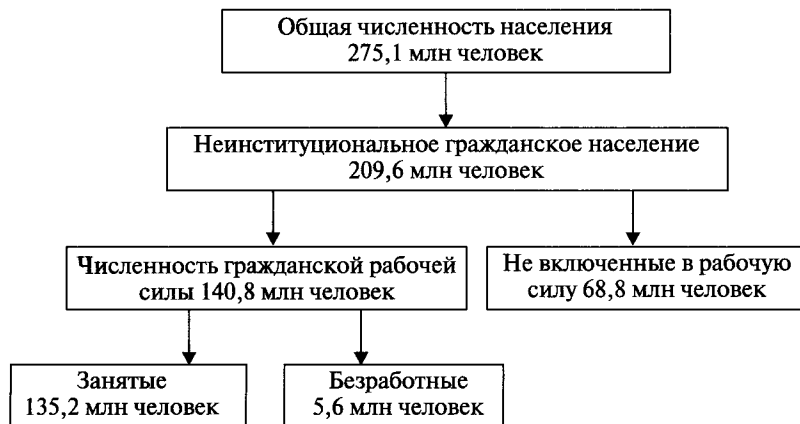 Общая численность населения
275,1 млн человек
Неинституциональное гражданское население
209,6 млн человек
Численность гражданской рабочей
силы 140,8 млн человек
Не включенные в рабочую
силу 68,8 млн человек
Занятые
135,2 млн человек
Безработные
5,6 млн человек